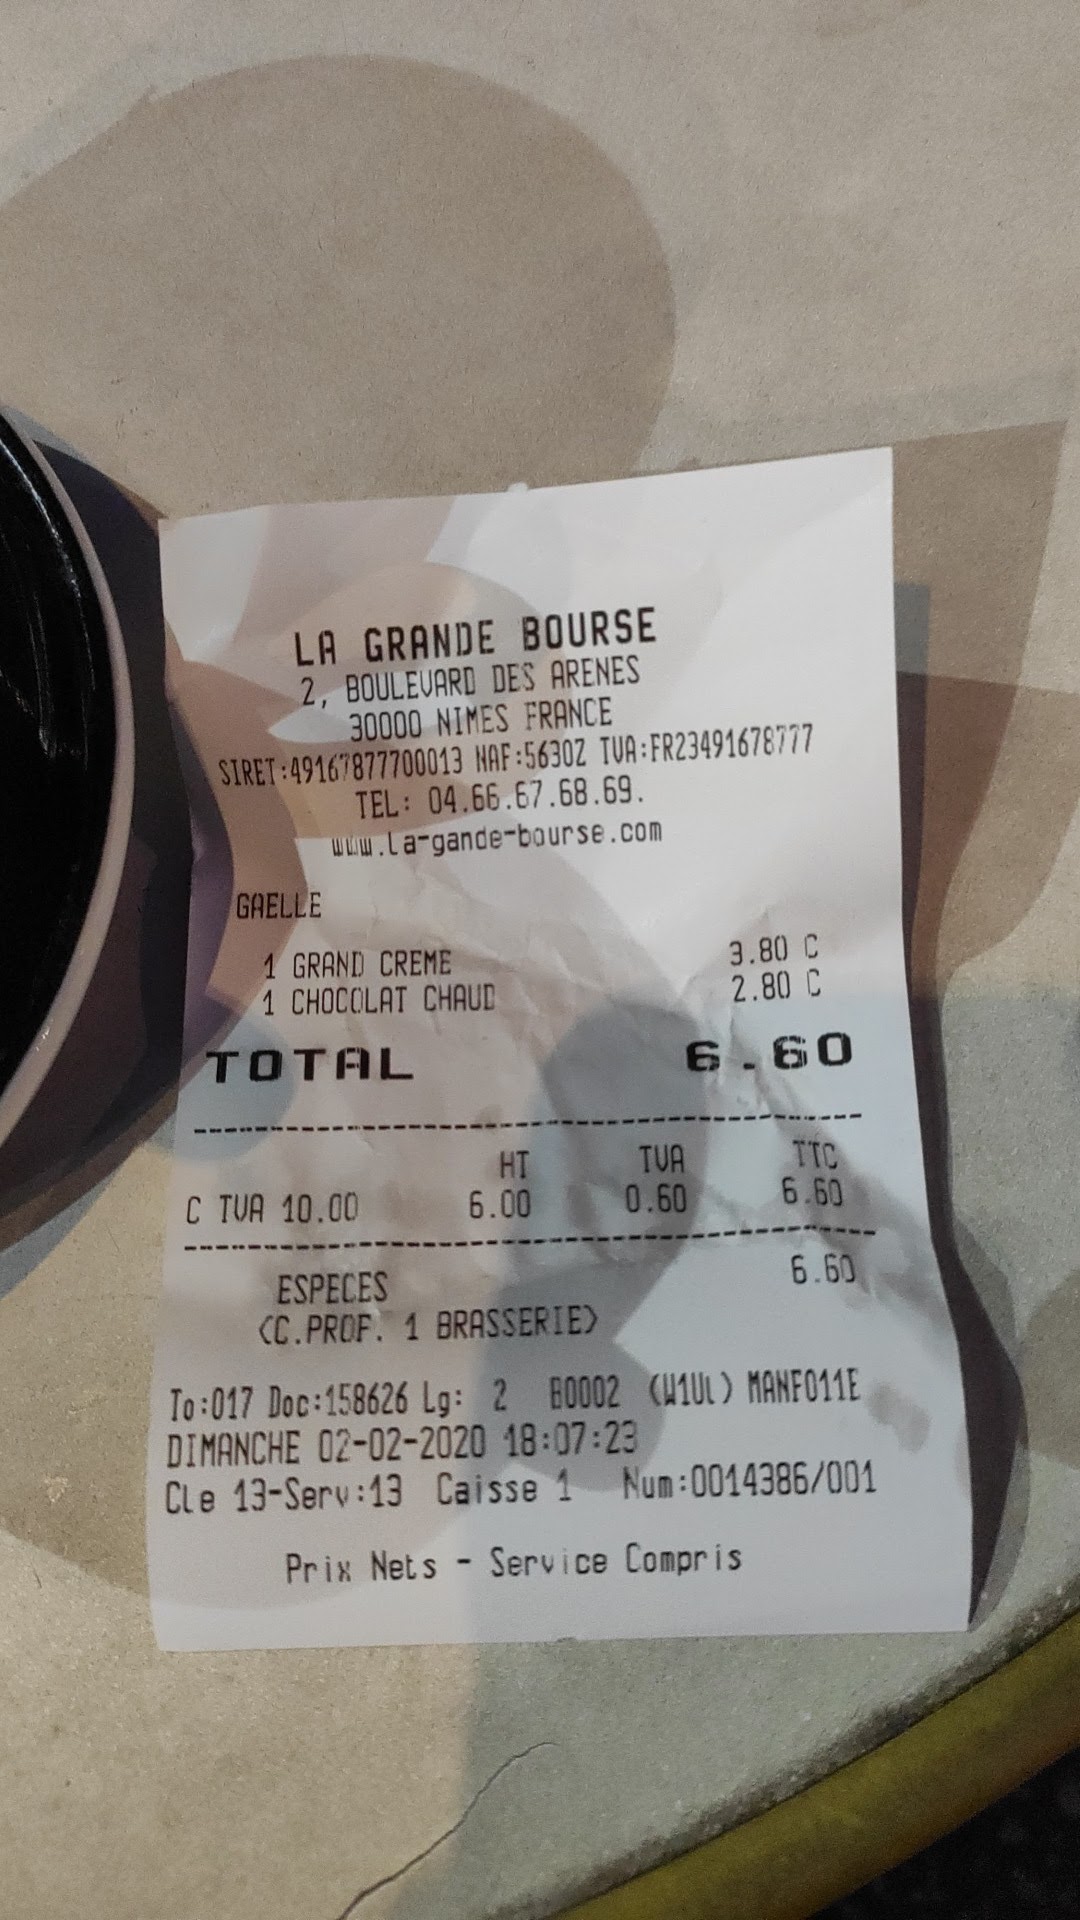 LA GRANDE BOURSE
2, BOULEVARD DES ARENES
30000 NIMES FRANCE
SIRET:49167877700013 NAF:5630Z TVA:FR23491678777
TEL: 04.66.67.68.69.
www.la-gande-bourse.com
GAELLE
1 GRAND CREME 3.80 C
1 CHOCOLAT CHAUD 2.80 C
TOTAL 6.60
HT TVA TTC
C TVA 10.00 6.00 0.60 6.60
ESPECES 6.60
(C.PROF. 1 BRASSERIE)
To:017 Doc:158626 Lg: 2 B0002 (W1Ul) MANF011E
DIMANCHE 02-02-2020 18:07:23
Cle 13-Serv:13 Caisse 1 Num:0014386/001
Prix Nets - Service Compris